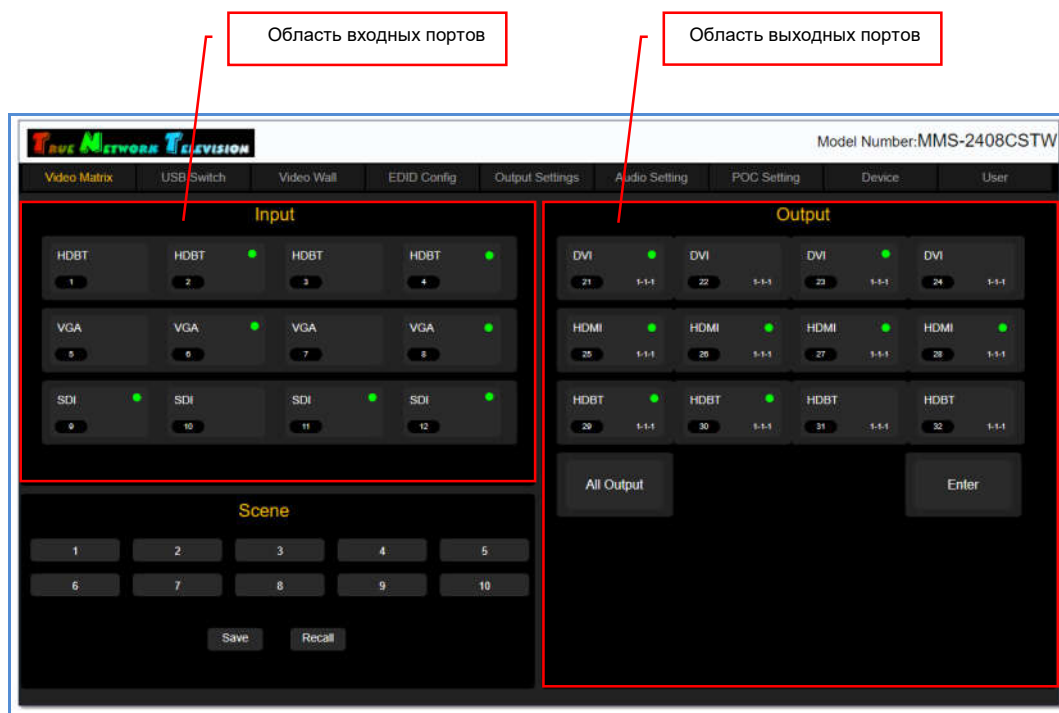 Область входных портов
Область выходных портов
TRUE NETWORK TELEVISION
Model Number:MMS-2408CSTW
Video Matrix USB Switch Video Wall EDID Config Output Settings Audio Setting POC Setting Device User
Input
HDBT HDBT HDBT HDBT
1 2 3 4
VGA VGA VGA VGA
5 6 7 8
SDI SDI SDI SDI
9 10 11 12
Scene
1 2 3 4 5
6 7 8 9 10
Save Recall
Output
DVI DVI DVI DVI
21 1-1-1 22 1-1-1 23 1-1-1 24 1-1-1
HDMI HDMI HDMI HDMI
25 1-1-1 26 1-1-1 27 1-1-1 28 1-1-1
HDBT HDBT HDBT HDBT
29 1-1-1 30 1-1-1 31 1-1-1 32 1-1-1
All Output Enter